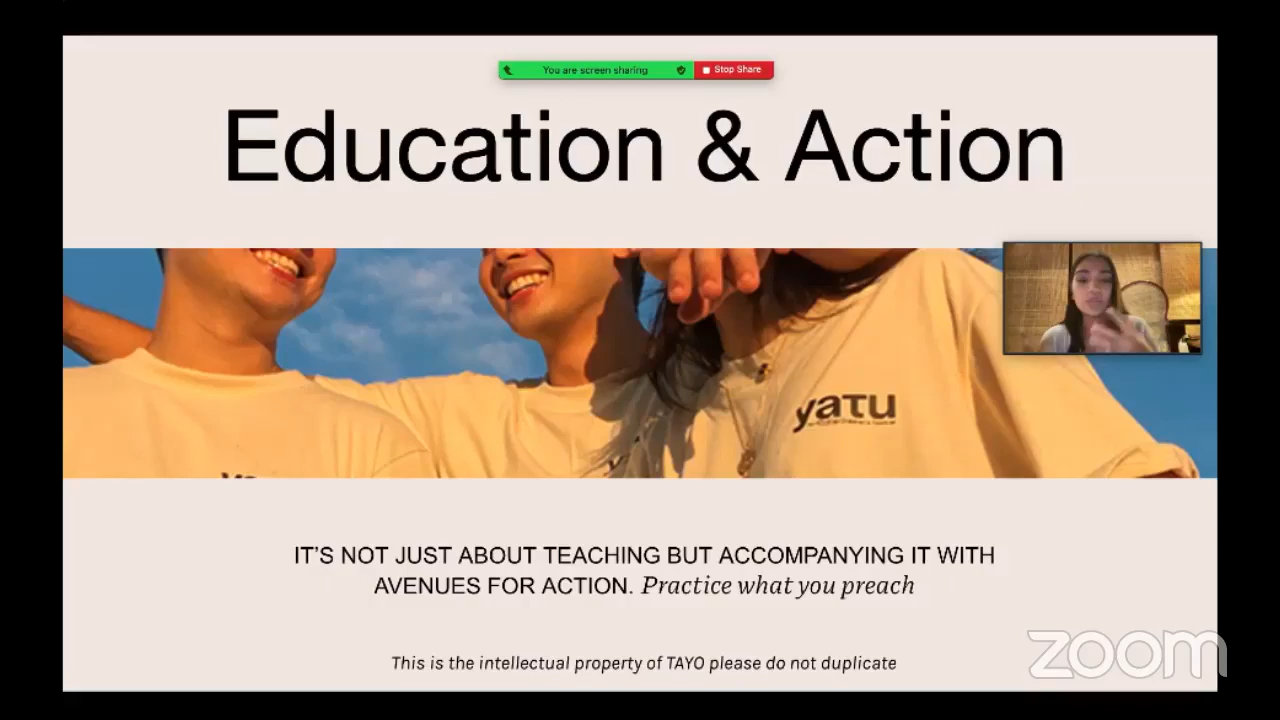 You are screen sharing
Stop Share
Education & Action
yaTU
IT'S NOT JUST ABOUT TEACHING BUT ACCOMPANYING IT WITH
AVENUES FOR ACTION. Practice what you preach
This is the intellectual property of TAYO please do not duplicate
zoom